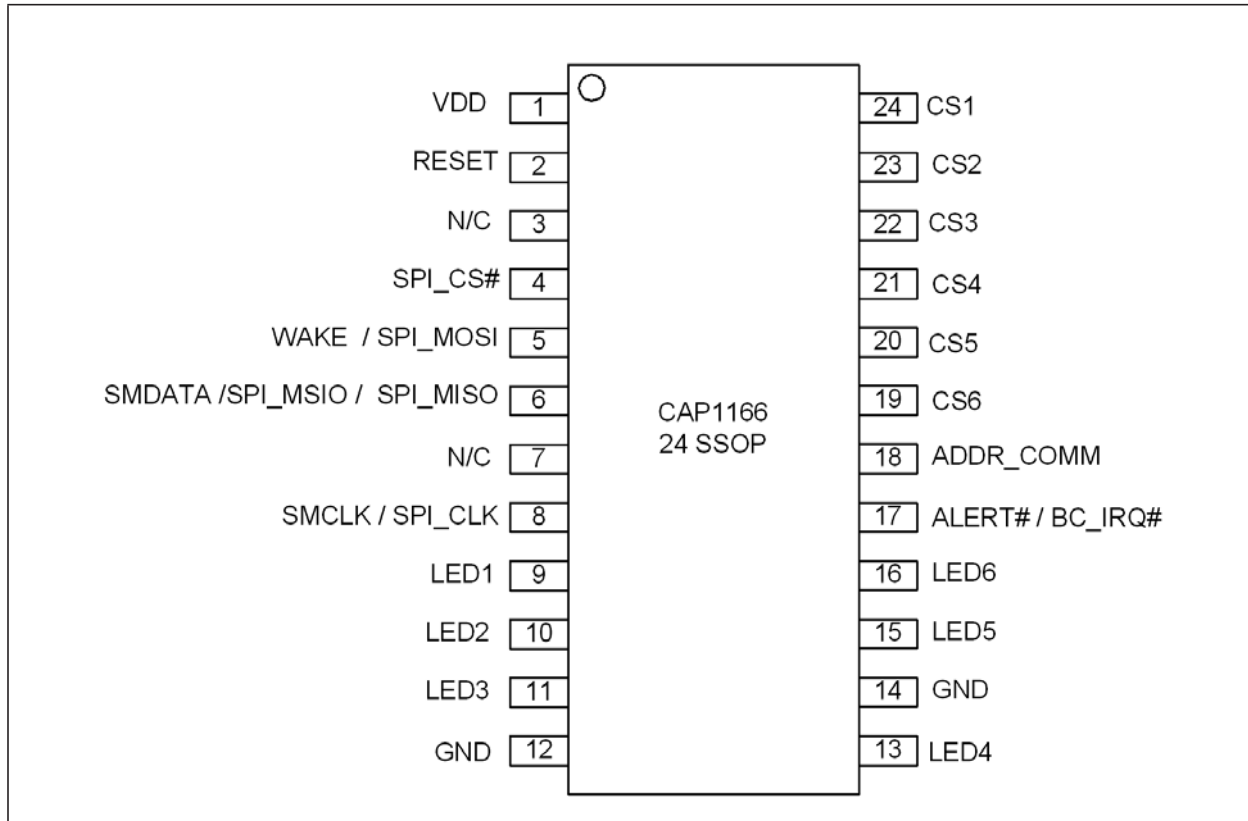 VDD 1
RESET 2
N/C 3
SPI_CS# 4
WAKE / SPI_MOSI 5
SMDATA /SPI_MSIO / SPI_MISO 6
N/C 7
SMCLK / SPI_CLK 8
LED1 9
LED2 10
LED3 11
GND 12
CAP1166
24 SSOP
24 CS1
23 CS2
22 CS3
21 CS4
20 CS5
19 CS6
18 ADDR_COMM
17 ALERT# / BC_IRQ#
16 LED6
15 LED5
14 GND
13 LED4